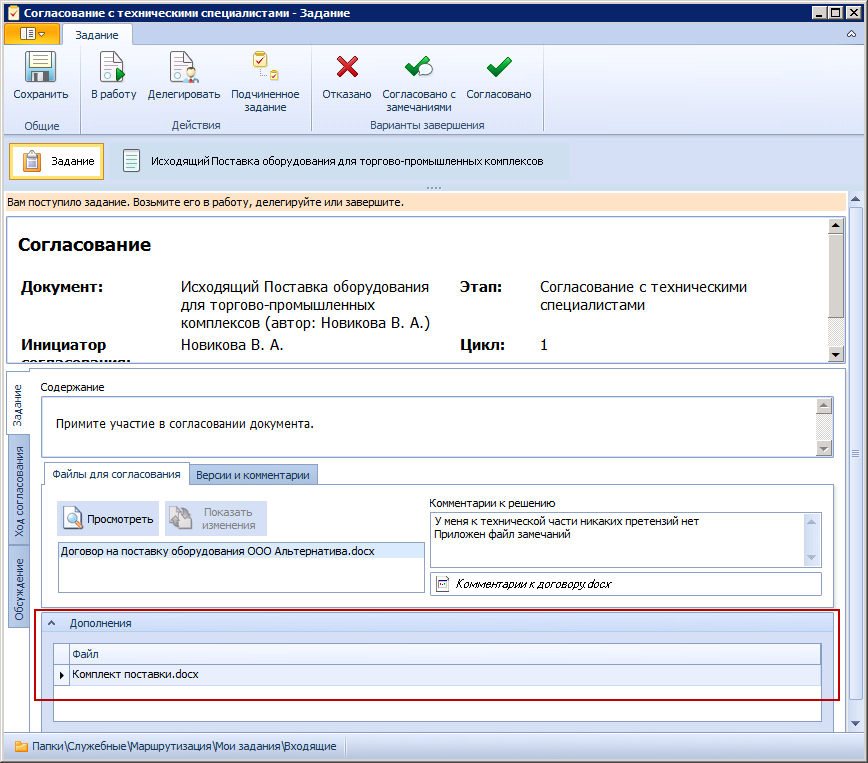 Согласование с техническими специалистами - Задание
Задание
Сохранить
В работу
Делегировать
Подчиненное
задание
Отказано
Согласовано с
замечаниями
Согласовано
Общие
Действия
Варианты завершения
Задание
Исходящий Поставка оборудования для торгово-промышленных комплексов
Вам поступило задание. Возьмите его в работу, делегируйте или завершите.
Согласование
Документ:
Исходящий Поставка оборудования
для торгово-промышленных
комплексов (автор: Новикова В. А.)
Этап:
Согласование с техническими
специалистами
Инициатор
согласования:
Новикова В. А.
Цикл:
1
Задание
Ход согласования
Обсуждение
Содержание
Примите участие в согласовании документа.
Файлы для согласования
Версии и комментарии
Просмотреть
Показать
изменения
Договор на поставку оборудования ООО Альтернатива.docx
Комментарии к решению
У меня к технической части никаких претензий нет
Приложен файл замечаний
Комментарии к договору.docx
Дополнения
Файл
Комплект поставки.docx
Папки\Служебные\Маршрутизация\Мои задания\Входящие